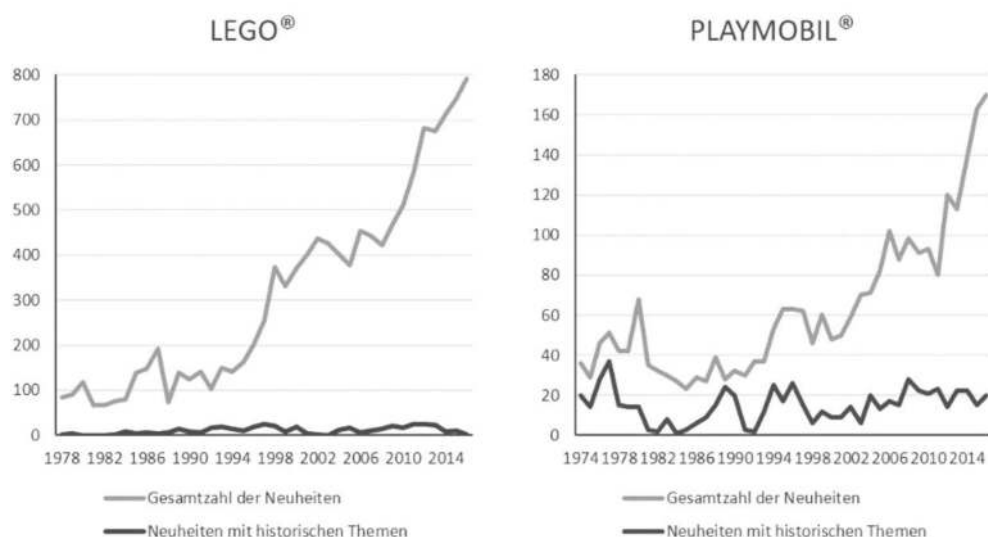 LEGO®
800
700
600
500
400
300
200
100
0
1978 1982 1986 1990 1994 1998 2002 2006 2010 2014
Gesamtzahl der Neuheiten
Neuheiten mit historischen Themen
PLAYMOBIL®
180
160
140
120
100
80
60
40
20
0
1974 1978 1982 1986 1990 1994 1998 2002 2006 2010 2014
Gesamtzahl der Neuheiten
Neuheiten mit historischen Themen